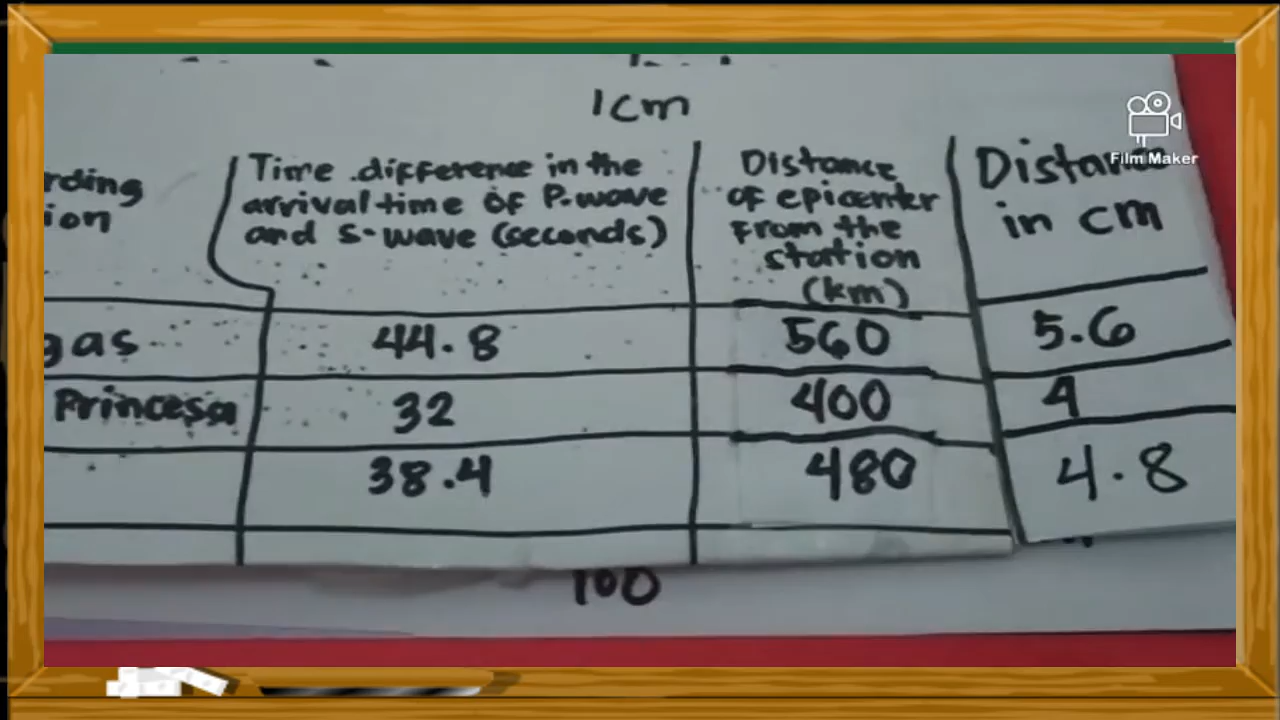 1cm
rding
ion
Time difference in the
arrival time of P-wave
and S-wave (seconds)
Distance
of epicenter
From the
station
(km)
Distance
in cm
Film Maker
gas 44.8 560 5.6
Princesa 32 400 4
38.4 480 4.8
100